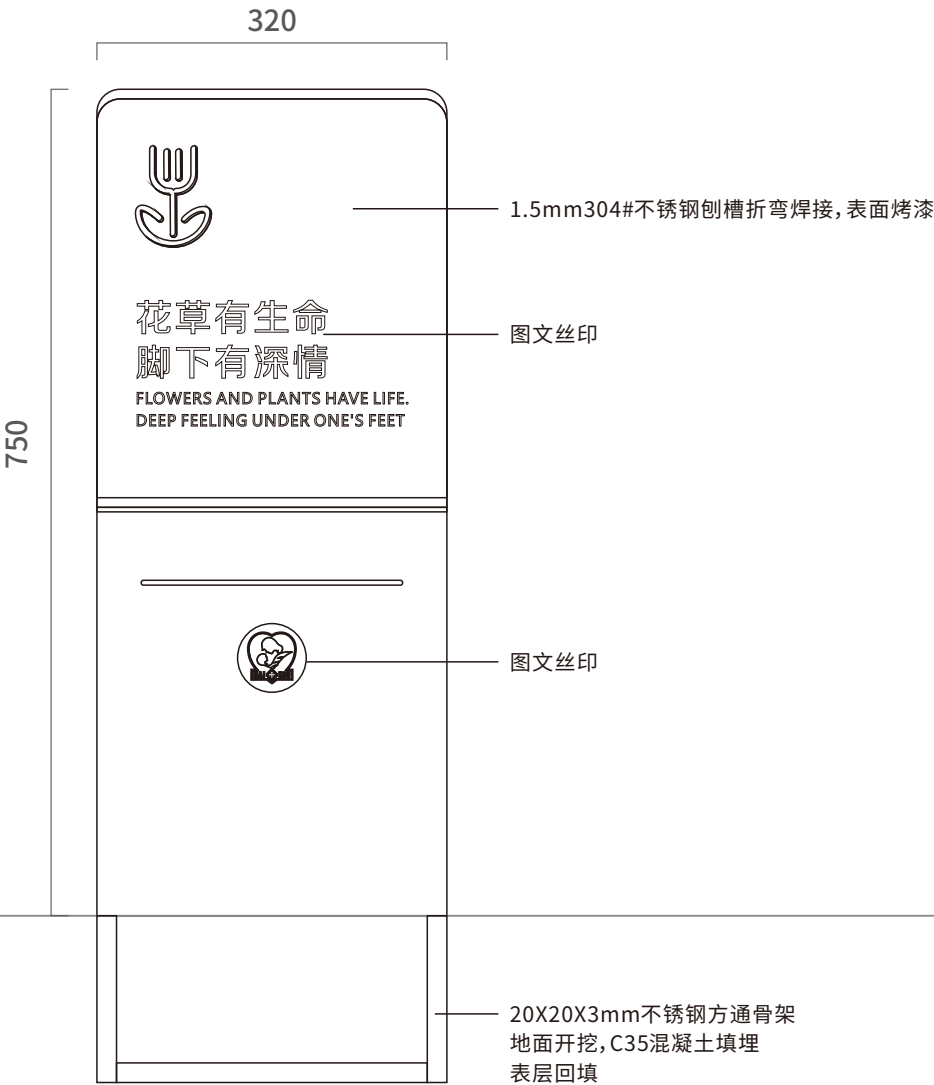 320
750
1.5mm304#不锈钢刨槽折弯焊接，表面烤漆
花草有生命
脚下有深情
FLOWERS AND PLANTS HAVE LIFE.
DEEP FEELING UNDER ONE'S FEET
图文丝印
图文丝印
20X20X3mm不锈钢方通骨架
地面开挖，C35混凝土填埋
表层回填